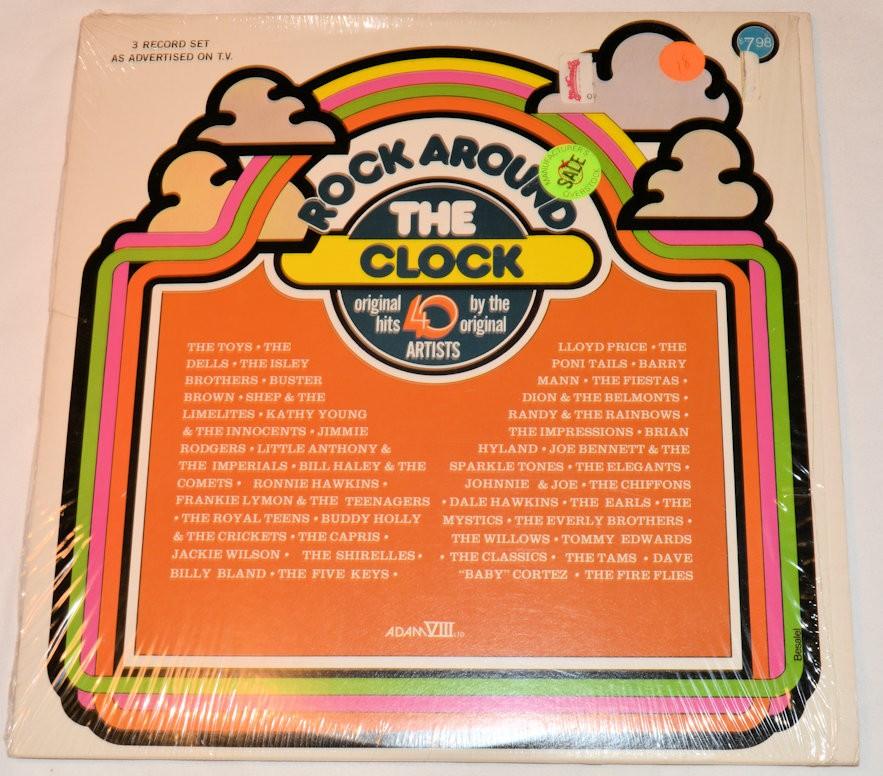 3 RECORD SET
AS ADVERTISED ON T.V.
$7.98
18
MANUFACTURER'S
SALE
OVERSTOCK
ROCK AROUND
THE
CLOCK
original 40 by the
hits original
ARTISTS
THE TOYS • THE
DELLS • THE ISLEY
BROTHERS • BUSTER
BROWN • SHEP & THE
LIMELITES • KATHY YOUNG
& THE INNOCENTS • JIMMIE
RODGERS • LITTLE ANTHONY &
THE IMPERIALS • BILL HALEY & THE
COMETS • RONNIE HAWKINS •
FRANKIE LYMON & THE TEENAGERS
• THE ROYAL TEENS • BUDDY HOLLY
& THE CRICKETS • THE CAPRIS •
JACKIE WILSON • THE SHIRELLES •
BILLY BLAND • THE FIVE KEYS •
LLOYD PRICE • THE
PONI TAILS • BARRY
MANN • THE FIESTAS •
DION & THE BELMONTS •
RANDY & THE RAINBOWS •
THE IMPRESSIONS • BRIAN
HYLAND • JOE BENNETT & THE
SPARKLE TONES • THE ELEGANTS •
JOHNNIE & JOE • THE CHIFFONS
• DALE HAWKINS • THE EARLS • THE
MYSTICS • THE EVERLY BROTHERS •
THE WILLOWS • TOMMY EDWARDS
• THE CLASSICS • THE TAMS • DAVE
"BABY" CORTEZ • THE FIRE FLIES
ADAM VIII LTD
Besalel